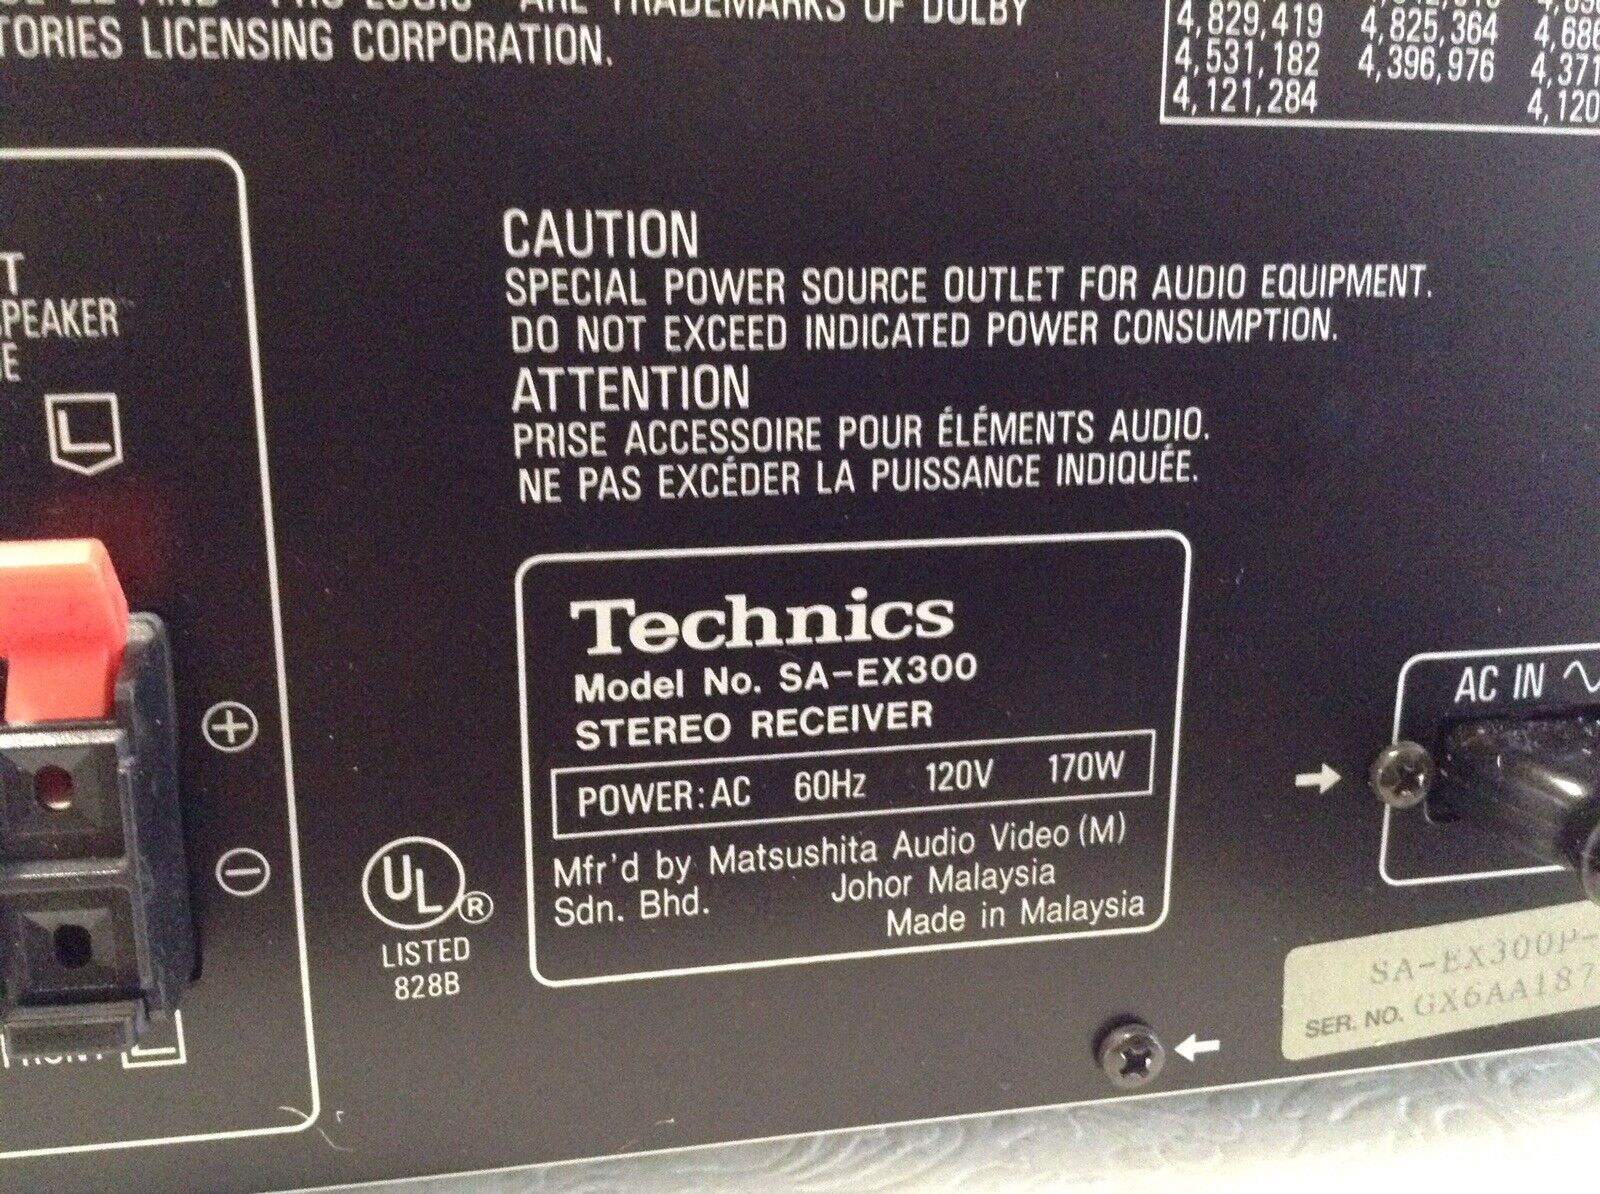 ARE TRADEMARKS OF DOLBY
LICENSING CORPORATION.
4,829,419 4,825,364
4,531,182 4,396,976
4,121,284
CAUTION
SPECIAL POWER SOURCE OUTLET FOR AUDIO EQUIPMENT.
DO NOT EXCEED INDICATED POWER CONSUMPTION.
ATTENTION
PRISE ACCESSOIRE POUR ÉLÉMENTS AUDIO.
NE PAS EXCÉDER LA PUISSANCE INDIQUÉE.
SPEAKER
L
Technics
Model No. SA-EX300
STEREO RECEIVER
POWER: AC 60Hz 120V 170W
Mfr'd by Matsushita Audio Video (M)
Sdn. Bhd. Johor Malaysia
Made in Malaysia
UL ®
LISTED
828B
+
−
AC IN
SA-EX300P-
SER. NO. GX6AA187